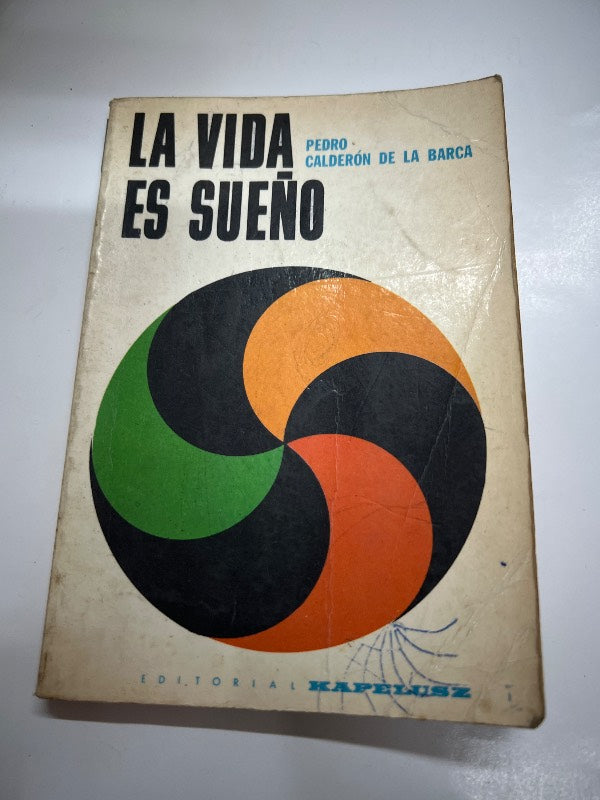 LA VIDA
ES SUEÑO
PEDRO
CALDERÓN DE LA BARCA
EDITORIAL KAPELUSZ